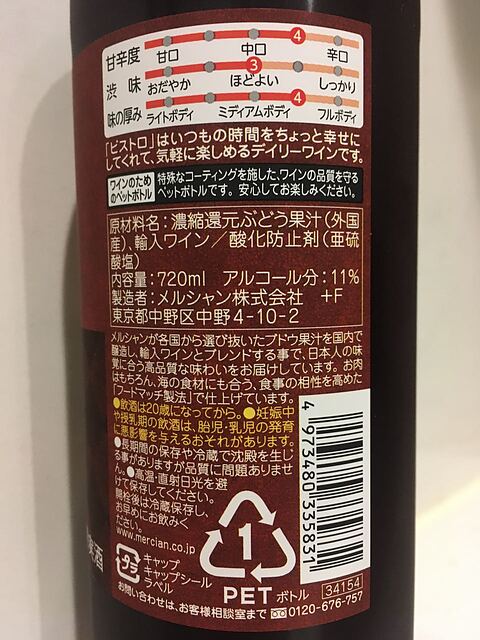 甘辛度 甘口 中口 4 辛口
渋味 おだやか 3 ほどよい しっかり
味の厚み ライトボディ ミディアムボディ 4 フルボディ
「ビストロ」はいつもの時間をちょっと幸せに
してくれて、気軽に楽しめるデイリーワインです。
ワインのため のペットボトル
特殊なコーティングを施した、ワインの品質を守る
ペットボトルです。安心してお楽しみください。
原材料名:濃縮還元ぶどう果汁(外国
産)、輸入ワイン/酸化防止剤(亜硫
酸塩)
内容量:720ml アルコール分:11%
製造者:メルシャン株式会社 +F
東京都中野区中野4-10-2
メルシャンが各国から選び抜いたブドウ果汁を国内で
醸造し、輸入ワインとブレンドする事で、日本人の味
覚に合う高品質な味わいをお届けしています。お肉
はもちろん、海の食材にも合う、食事の相性を高めた
「フードマッチ製法」で仕上げました。
●飲酒は20歳になってから。●妊娠中
や授乳期の飲酒は、胎児・乳児の発育
に悪影響を与えるおそれがあります。
●長期間の保存や冷蔵で沈殿を生じ
る事がありますが品質に問題ありませ
ん。●高温・直射日光を避
けて保存してください。
開栓後は冷蔵保存し、
お早めにお飲みく
ださい。
www.mercian.co.jp
プラ
キャップ
キャップシール
ラベル
1
PET ボトル
4 973480 335831
34154
お問い合わせは、お客様相談室まで 0120-676-757
酒